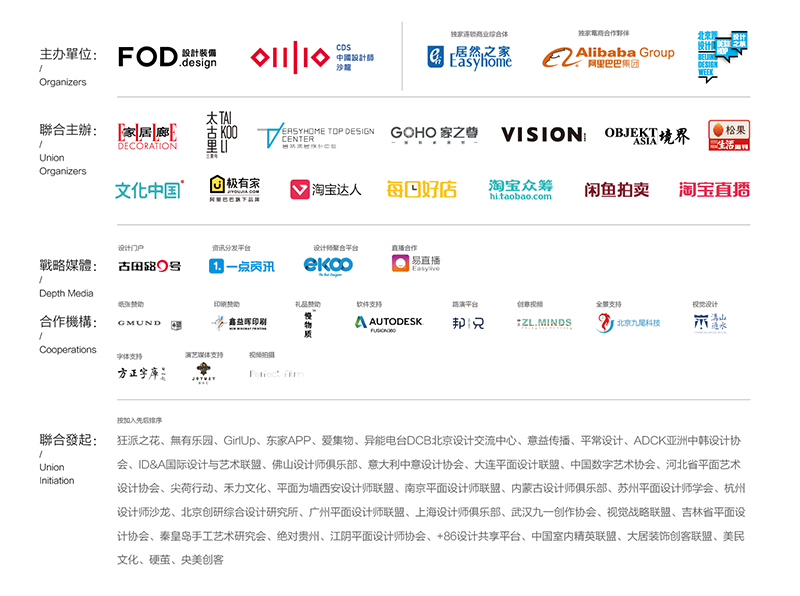 主办單位：
/
Organizers
FOD 設計裝備 .design
CDS
中國設計師
沙龍
独家连锁商业综合体
居然之家
Easyhome
独家電商合作夥伴
Alibaba Group
阿里巴巴集团
北京国际设计周
BEIJING
DESIGN
WEEK
設計之旅
聯合主辦：
/
Union
Organizers
ELLE 家居廊
DECORATION
太古里
TAI
KOO
LI
三里屯
EASYHOME TOP DESIGN
CENTER
GOHO 家之尊
VISION
OBJEKT 境界
ASIA
松果
生活
文化中国
极有家
JIYOUJIA.COM
阿里巴巴旗下品牌
淘宝达人
每日好店
淘宝众筹
hi.taobao.com
闲鱼拍卖
淘宝直播
戰略媒體：
/
Depth Media
设计门户
古田路9号
资讯分发平台
一点资讯
设计师聚合平台
ekoo
直播合作
易直播
Easylive
合作機構：
/
Cooperations
纸张赞助
GMUND
印刷赞助
鑫益晖印刷
礼品赞助
慢物质
软件支持
AUTODESK
FUSION360
路演平台
创意视频
ZL.MINDS
全景支持
北京九尾科技
视觉设计
字体支持
方正字庫
演艺媒体支持
视频拍摄
Perfect Film
聯合發起：
/
Union
Initiation
按加入先后排序
狂派之花、無有乐园、GirlUp、东家APP、爱集物、异能电台DCB北京设计交流中心、意益传播、平常设计、ADCK亚洲中韩设计协
会、ID&A国际设计与艺术联盟、佛山设计师俱乐部、意大利中意设计协会、大连平面设计联盟、中国数字艺术协会、河北省平面艺术
设计协会、尖荷行动、禾力文化、平面为墙西安设计师联盟、南京平面设计师联盟、内蒙古设计师俱乐部、苏州平面设计师学会、杭州
设计师沙龙、北京创研综合设计研究所、广州平面设计师联盟、上海设计师俱乐部、武汉九一创作协会、视觉战略联盟、吉林省平面设
计协会、秦皇岛手工艺术研究会、绝对贵州、江阴平面设计师协会、+86设计共享平台、中国室内精英联盟、大居装饰创客联盟、美民
文化、硬茧、央美创客